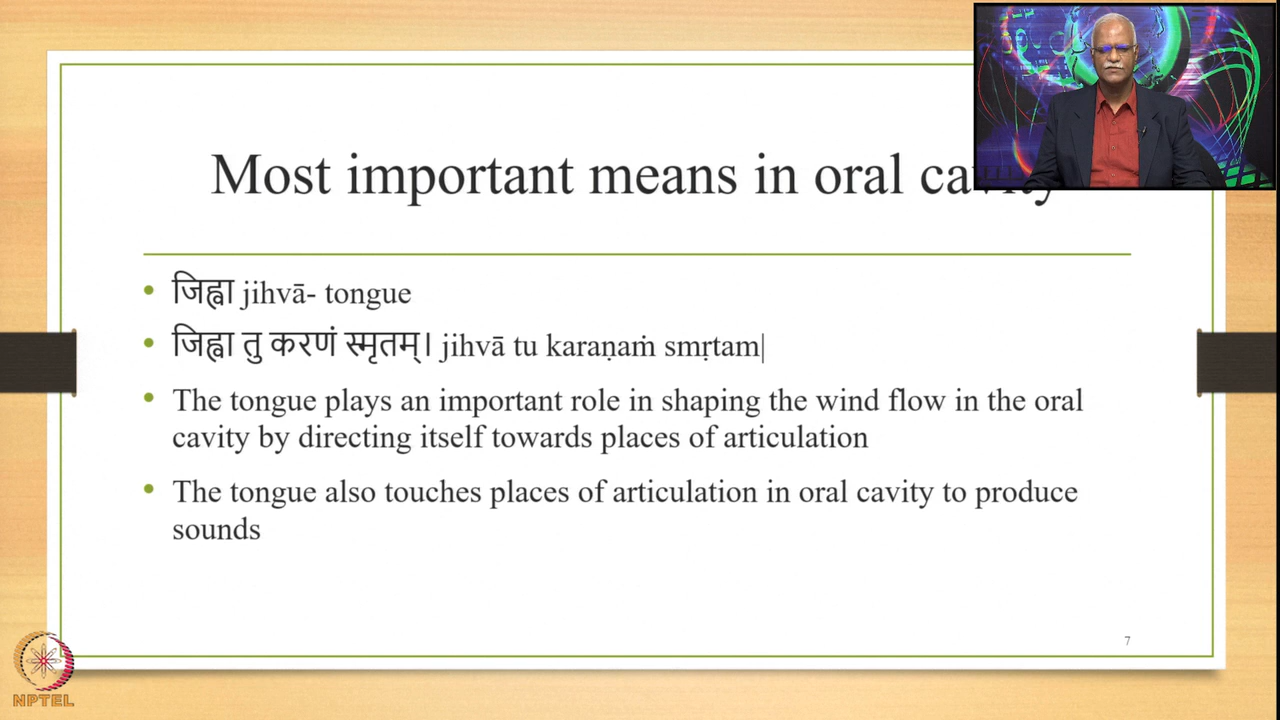 Most important means in oral cavity
• जिह्वा jihvā- tongue
• जिह्वा तु करणं स्मृतम्। jihvā tu karaṇaṁ smṛtam|
• The tongue plays an important role in shaping the wind flow in the oral
cavity by directing itself towards places of articulation
• The tongue also touches places of articulation in oral cavity to produce
sounds
7
NPTEL